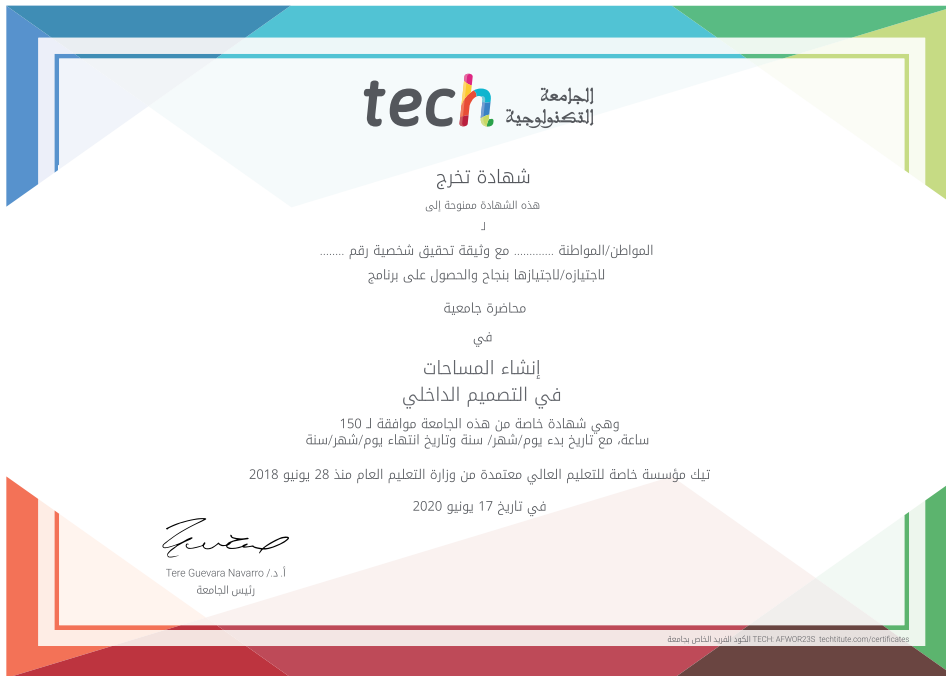 tech الجامعة
التكنولوجية
شهادة تخرج
هذه الشهادة ممنوحة إلى
لـ
المواطن/المواطنة ............ مع وثيقة تحقيق شخصية رقم ........
لاجتيازه/لاجتيازها بنجاح والحصول على برنامج
محاضرة جامعية
في
إنشاء المساحات
في التصميم الداخلي
وهي شهادة خاصة من هذه الجامعة موافقة لـ 150
ساعة، مع تاريخ بدء يوم/شهر/ سنة وتاريخ انتهاء يوم/شهر/سنة
تيك مؤسسة خاصة للتعليم العالي معتمدة من وزارة التعليم العام منذ 28 يونيو 2018
في تاريخ 17 يونيو 2020
أ. د./ Tere Guevara Navarro
رئيس الجامعة
الكود الفريد الخاص بجامعة TECH: AFWOR23S techtitute.com/certificates